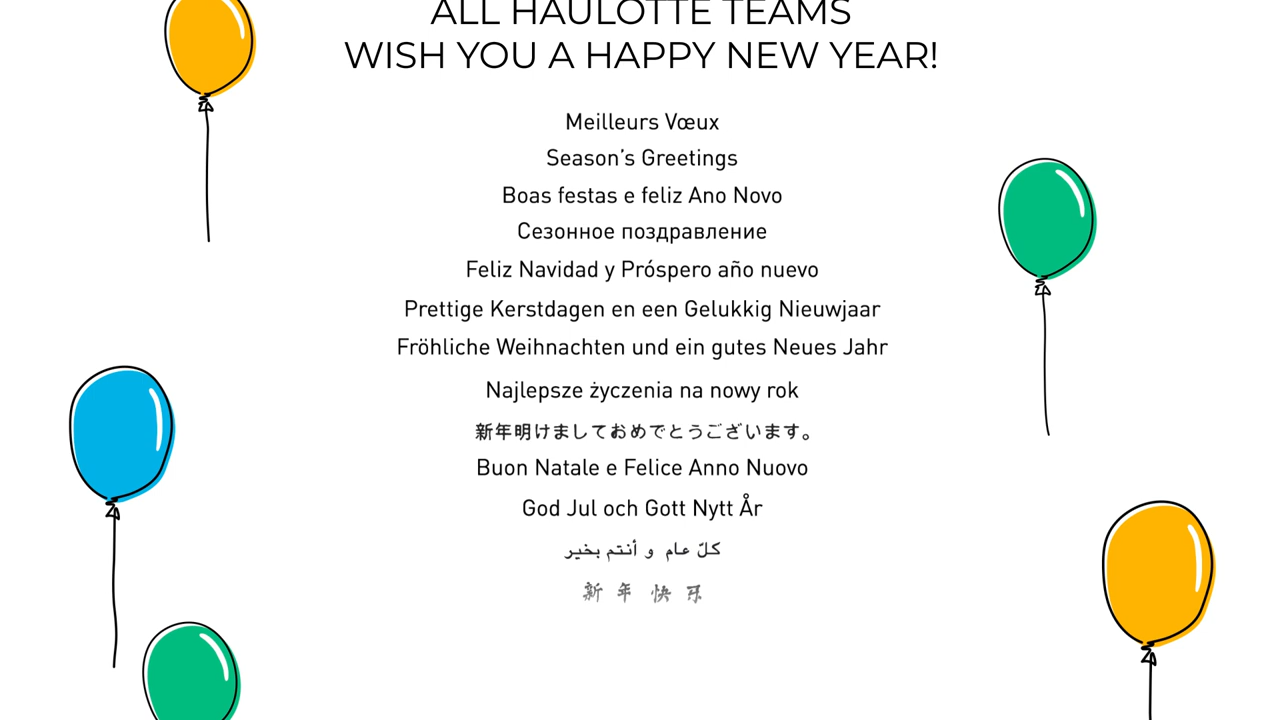 ALL HAULOTTE TEAMS
WISH YOU A HAPPY NEW YEAR!
Meilleurs Vœux
Season’s Greetings
Boas festas e feliz Ano Novo
Сезонное поздравление
Feliz Navidad y Próspero año nuevo
Prettige Kerstdagen en een Gelukkig Nieuwjaar
Fröhliche Weihnachten und ein gutes Neues Jahr
Najlepsze życzenia na nowy rok
新年明けましておめでとうございます。
Buon Natale e Felice Anno Nuovo
God Jul och Gott Nytt År
كلّ عام و أنتم بخير
新年快乐